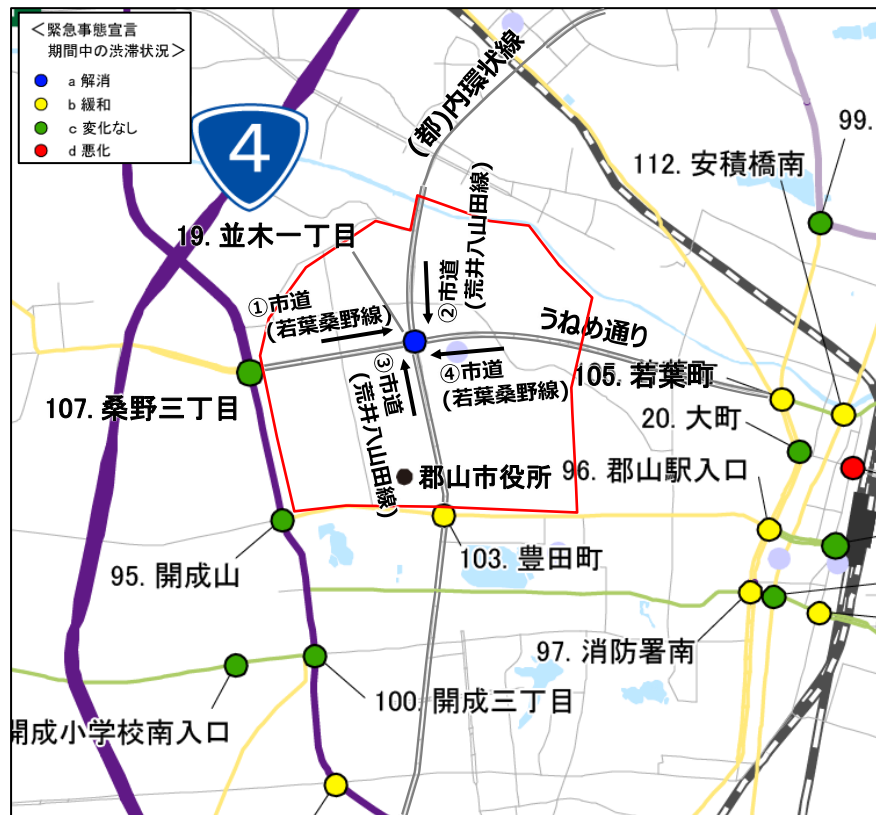 ＜緊急事態宣言
期間中の渋滞状況＞
a 解消
b 緩和
c 変化なし
d 悪化
4
(都)内環状線
99.
112. 安積橋南
19. 並木一丁目
②市道
(荒井八山田線)
①市道
(若葉桑野線)
うねめ通り
③市道
(荒井八山田線)
④市道
(若葉桑野線)
105. 若葉町
107. 桑野三丁目
20. 大町
96. 郡山駅入口
郡山市役所
95. 開成山
103. 豊田町
97. 消防署南
100. 開成三丁目
開成小学校南入口